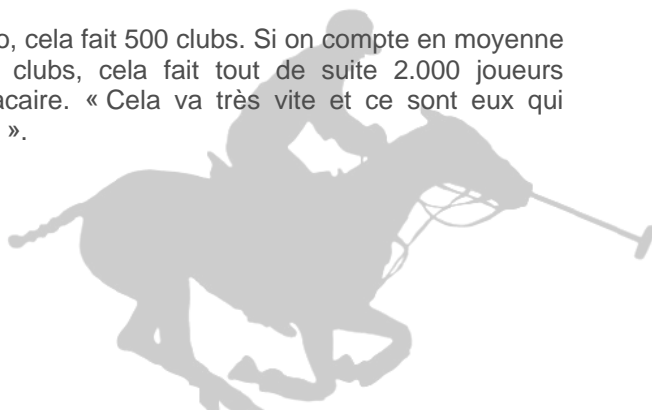 o, cela fait 500 clubs. Si on compte en moyenne
clubs, cela fait tout de suite 2.000 joueurs
acaire. « Cela va très vite et ce sont eux qui
».